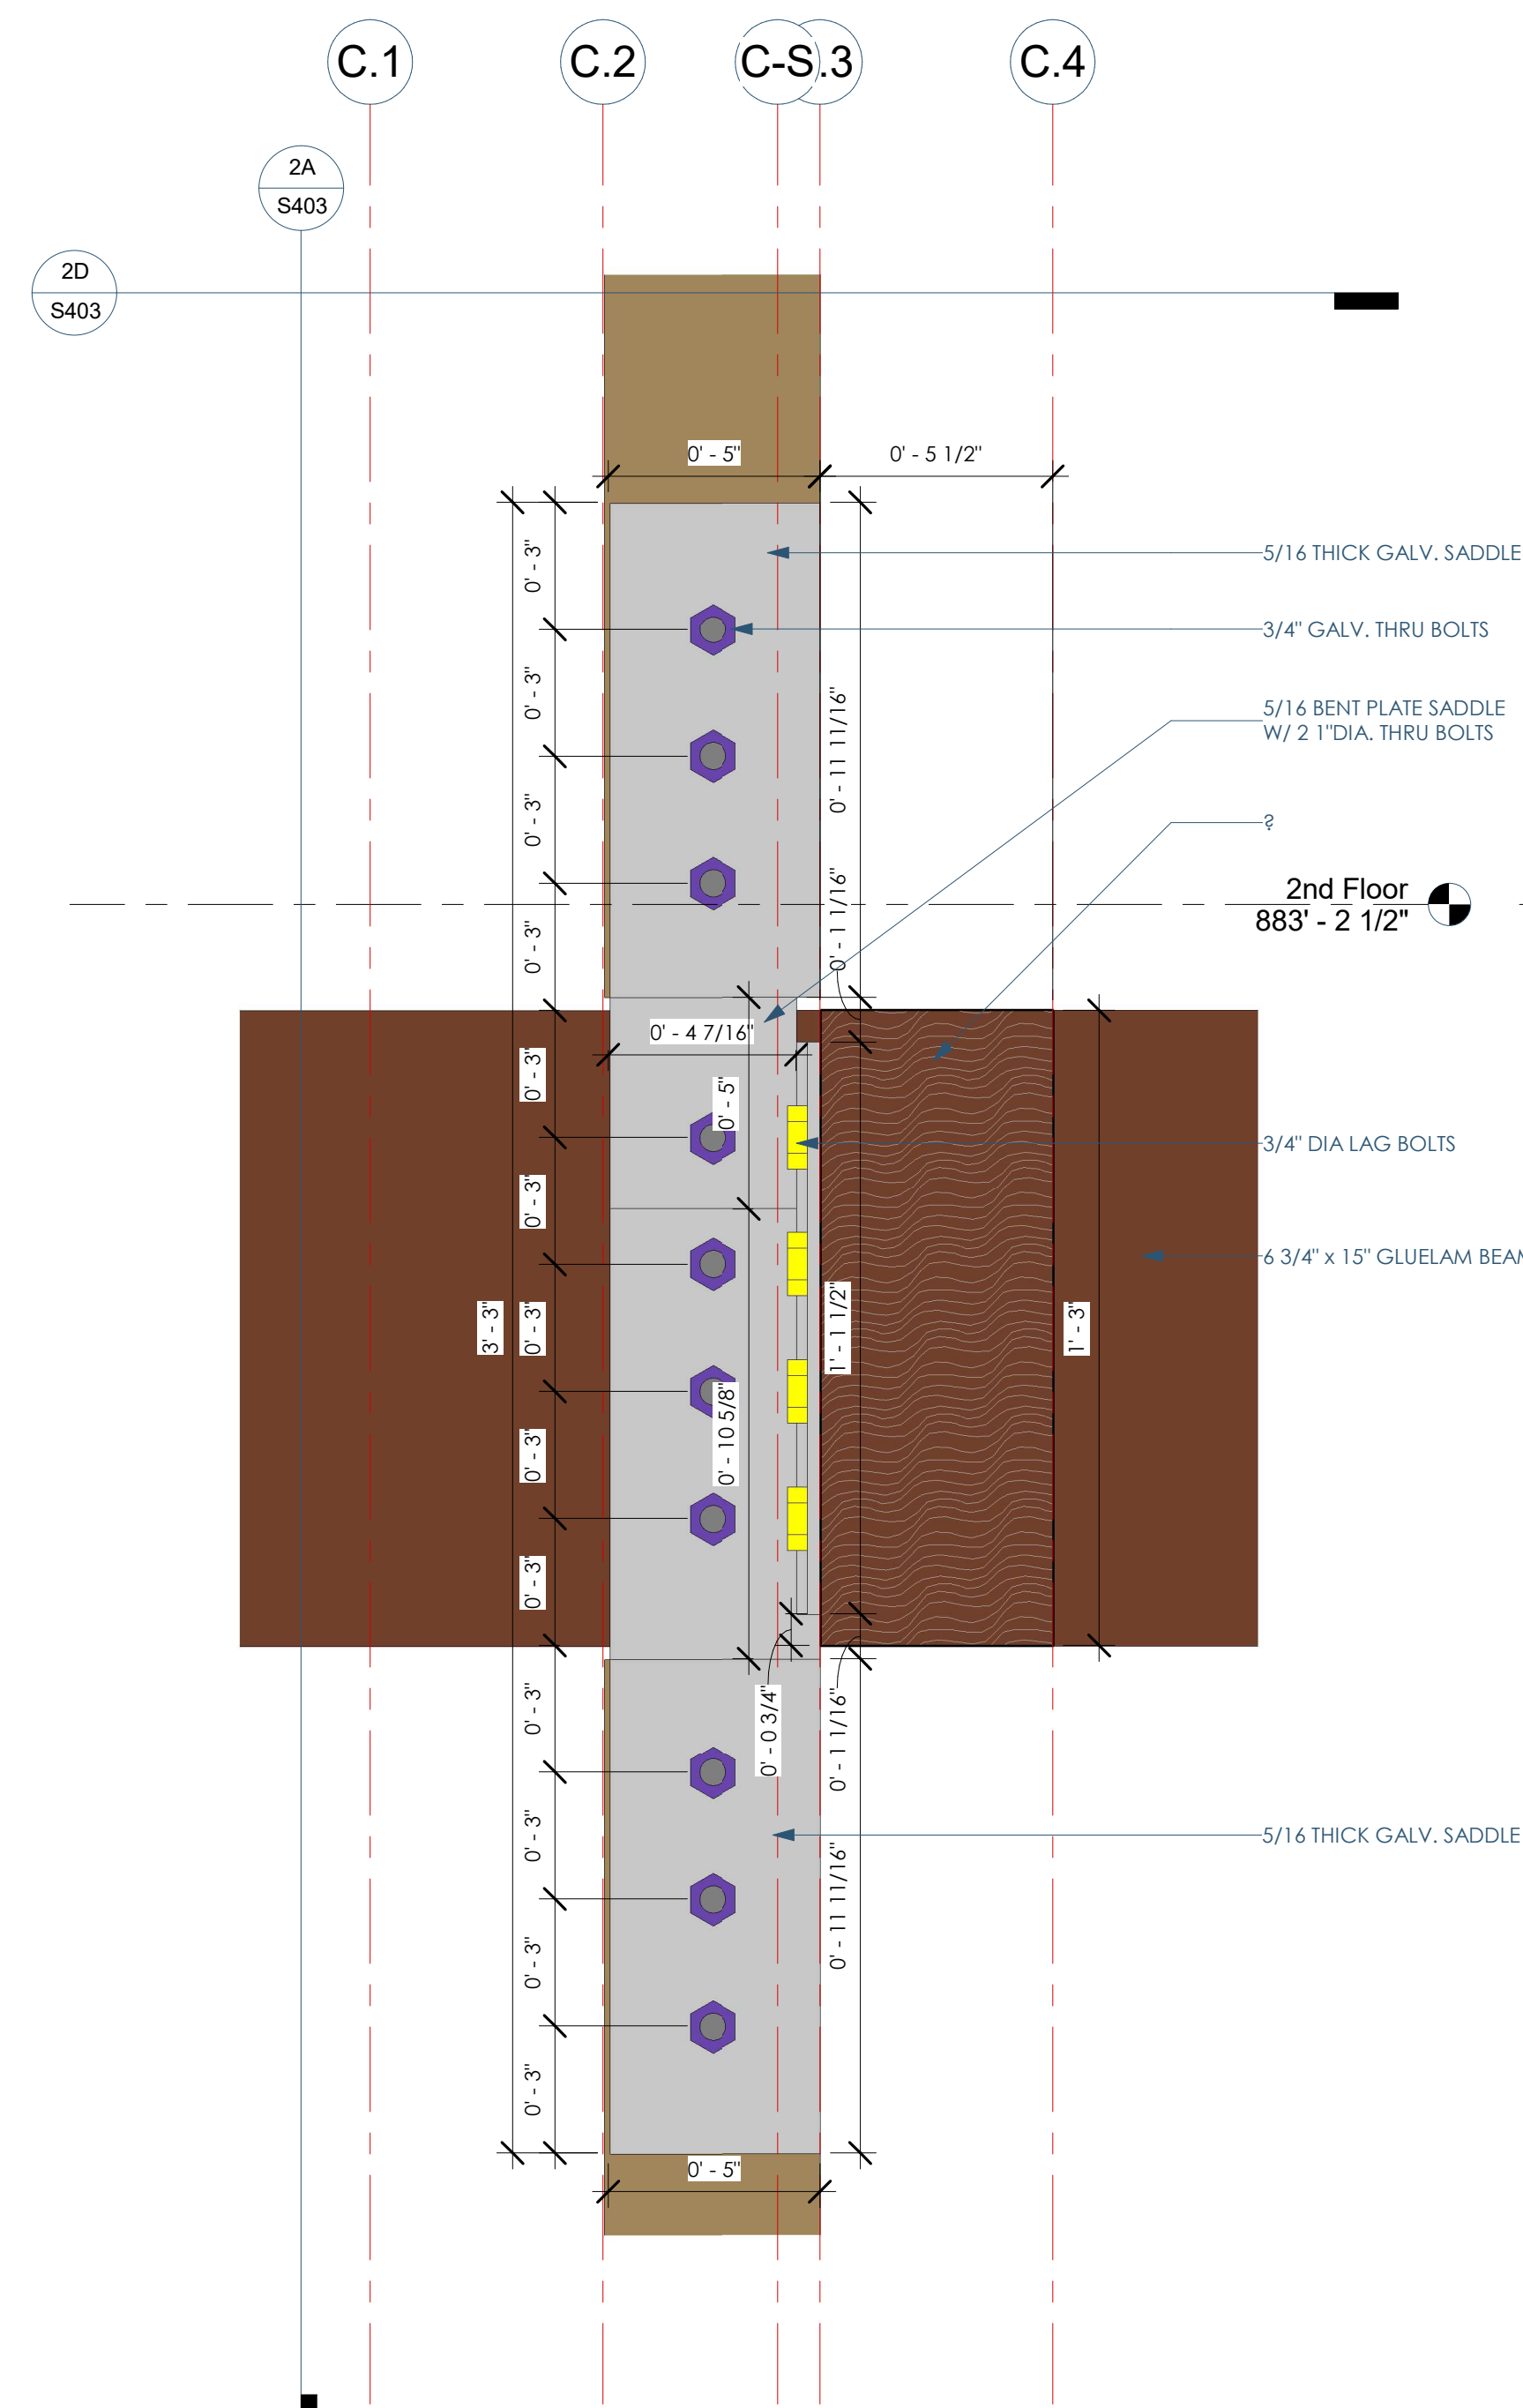 C.1
C.2
C-S
.3
C.4
2A
S403
2D
S403
0' - 5"
0' - 5 1/2"
0' - 3"
5/16 THICK GALV. SADDLE
3/4" GALV. THRU BOLTS
0' - 3"
0' - 11 11/16"
5/16 BENT PLATE SADDLE
W/ 2 1"DIA. THRU BOLTS
0' - 3"
?
0' - 1 1/16"
2nd Floor
883' - 2 1/2"
0' - 3"
0' - 4 7/16"
0' - 3"
0' - 5"
3/4" DIA LAG BOLTS
0' - 3"
6 3/4" x 15" GLUELAM BEAM
3' - 3"
0' - 3"
1' - 1 1/2"
1' - 3"
0' - 10 5/8"
0' - 3"
0' - 3"
0' - 3"
0' - 0 3/4"
0' - 1 1/16"
0' - 3"
5/16 THICK GALV. SADDLE
0' - 11 11/16"
0' - 3"
0' - 3"
0' - 5"